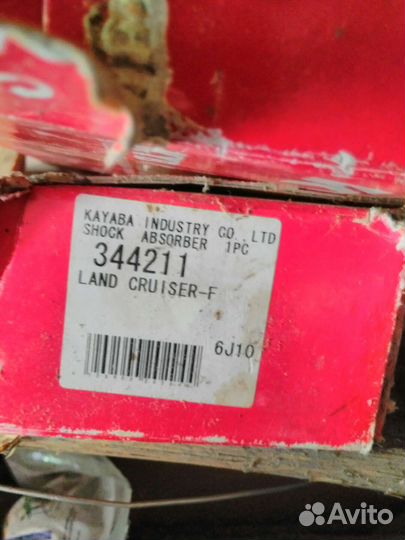 KAYABA INDUSTRY CO., LTD
SHOCK ABSORBER 1PC
344211
LAND CRUISER-F
6J10
Avito